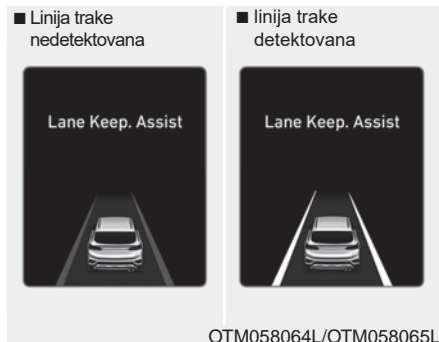 ■ Linija trake
nedetektovana
■ linija trake
detektovana
Lane Keep. Assist
Lane Keep. Assist
OTM058064L/OTM058065L